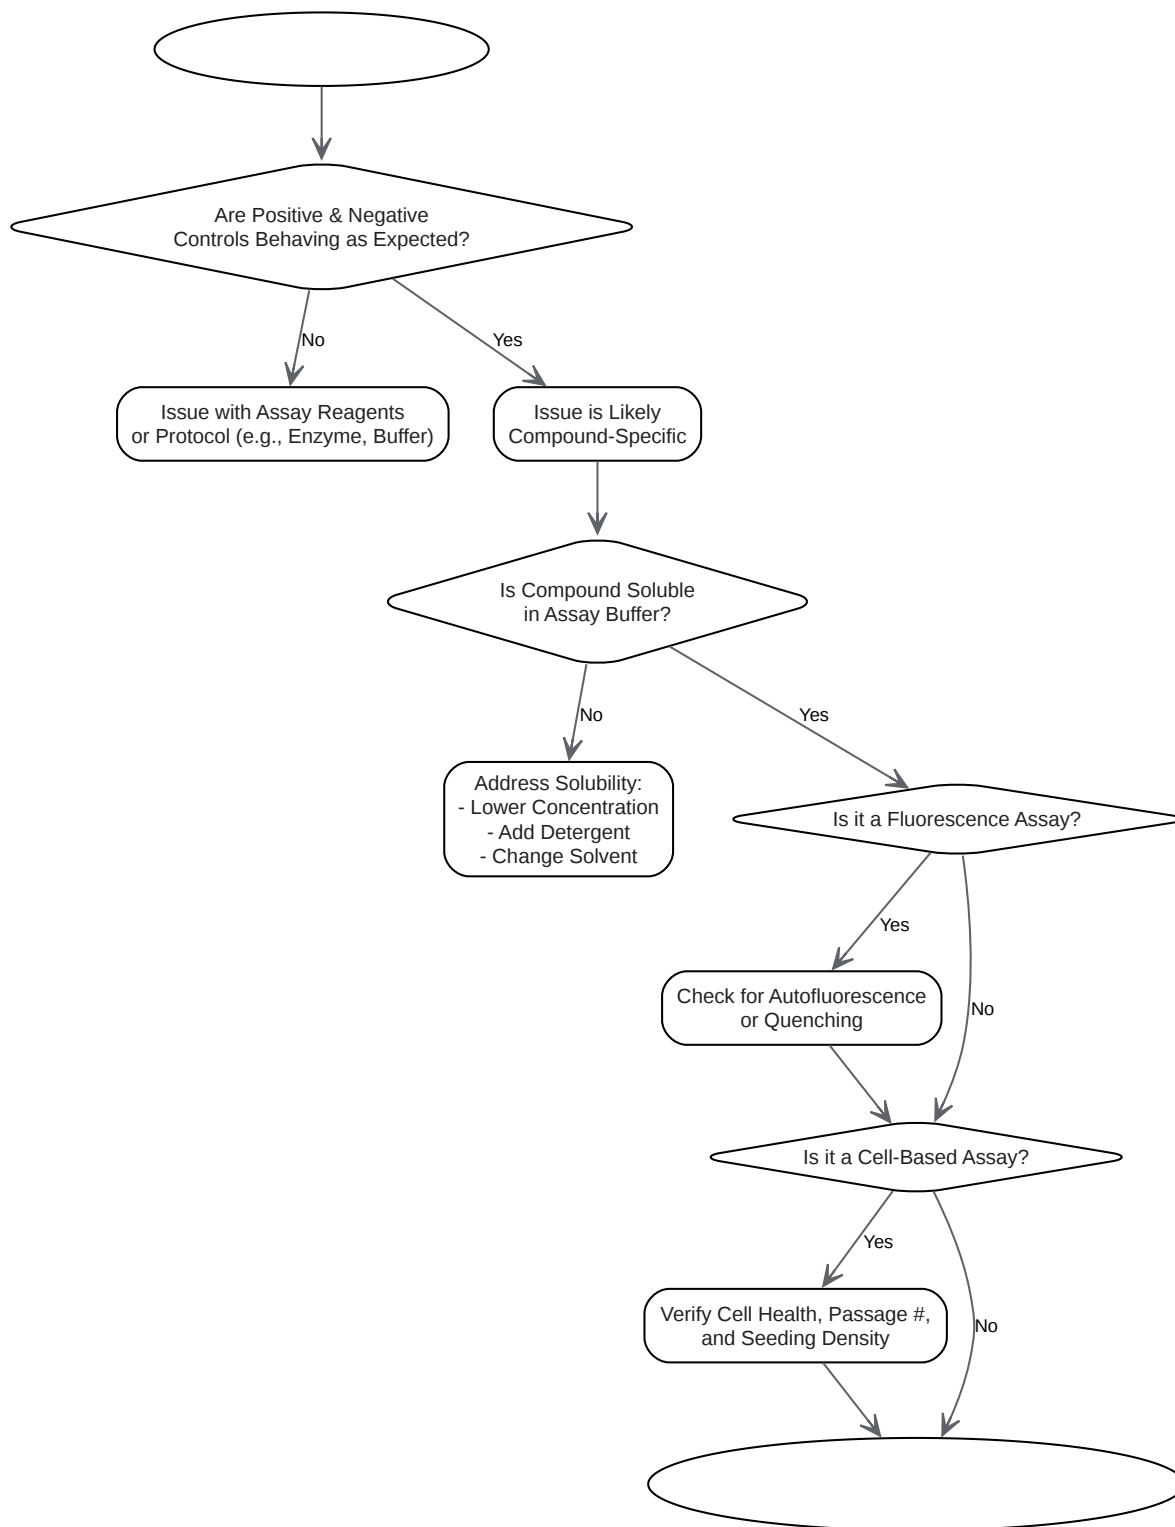 Are Positive & Negative
Controls Behaving as Expected?
No
Yes
Issue with Assay Reagents
or Protocol (e.g., Enzyme, Buffer)
Issue is Likely
Compound-Specific
Is Compound Soluble
in Assay Buffer?
No
Yes
Address Solubility:
- Lower Concentration
- Add Detergent
- Change Solvent
Is it a Fluorescence Assay?
Yes
No
Check for Autofluorescence
or Quenching
Is it a Cell-Based Assay?
Yes
No
Verify Cell Health, Passage #,
and Seeding Density